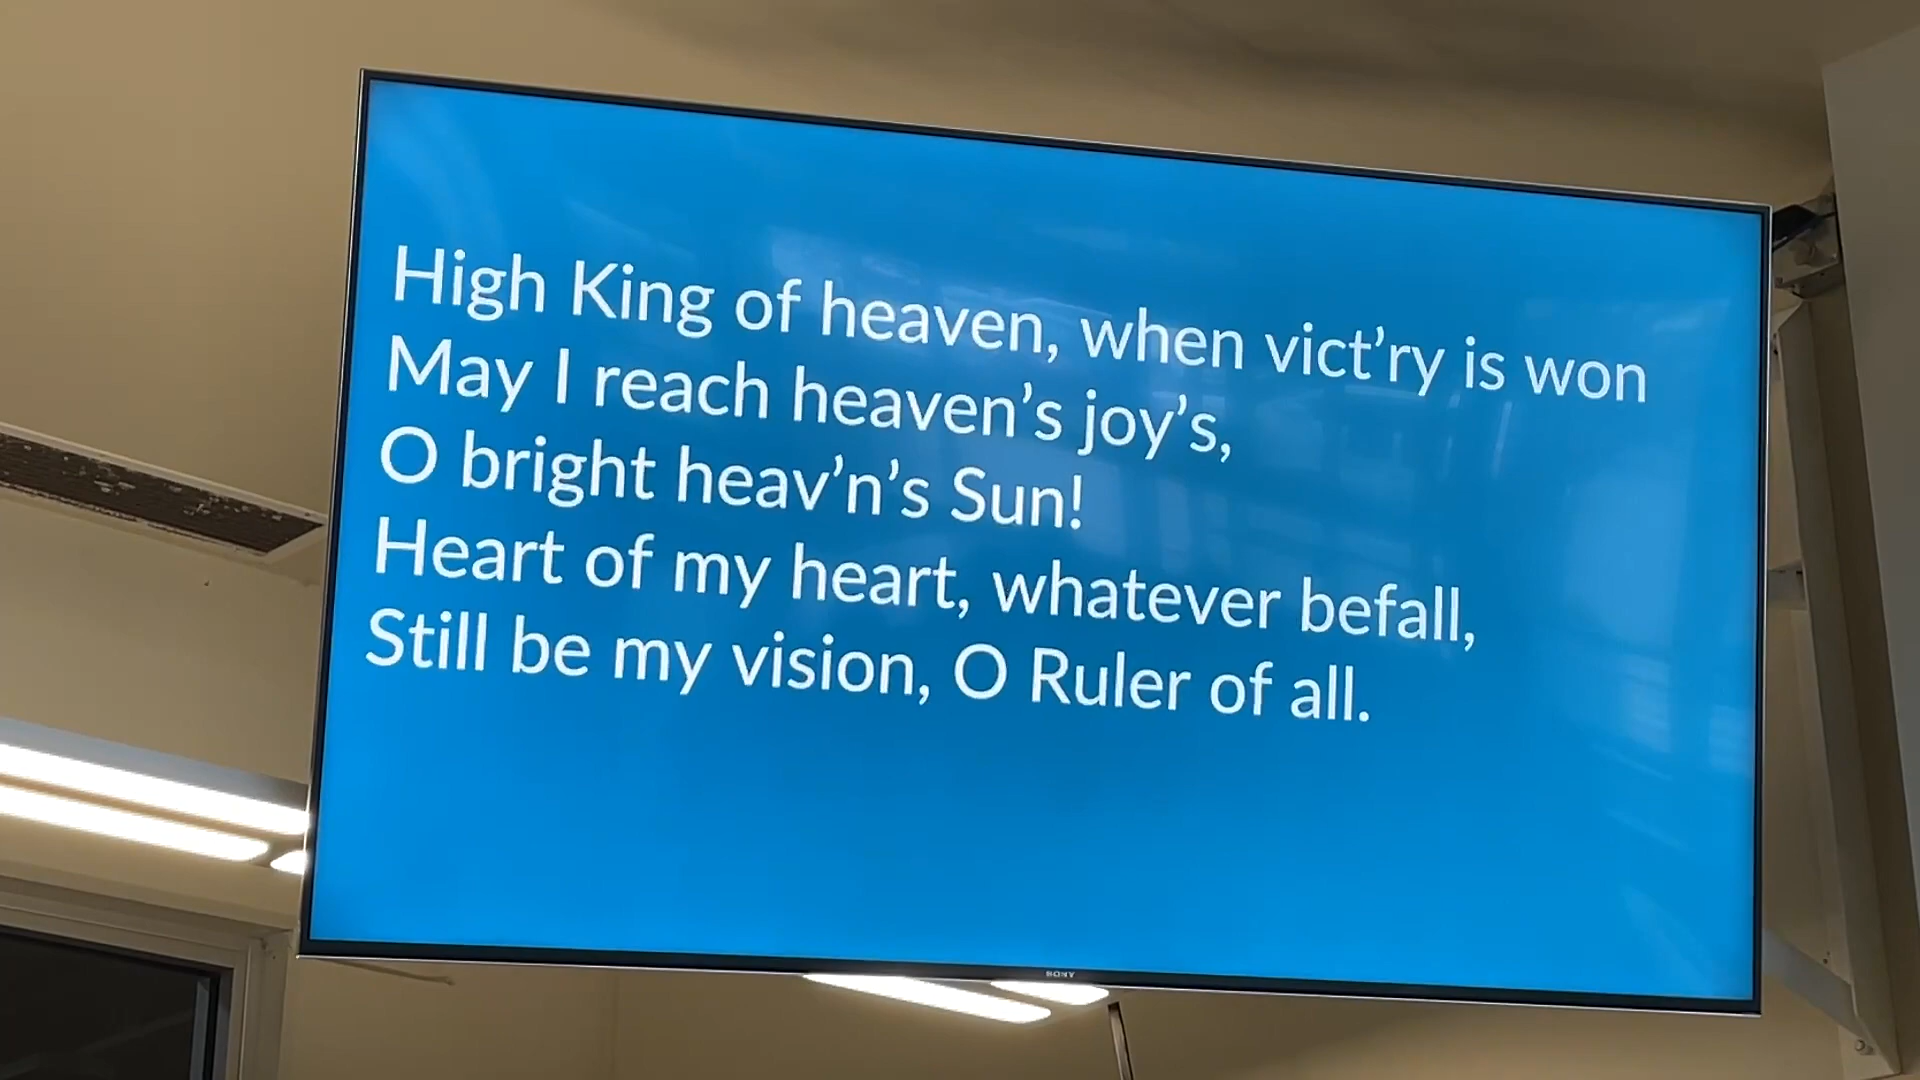 High King of heaven, when vict’ry is won
May I reach heaven’s joy’s,
O bright heav’n’s Sun!
Heart of my heart, whatever befall,
Still be my vision, O Ruler of all.
SONY